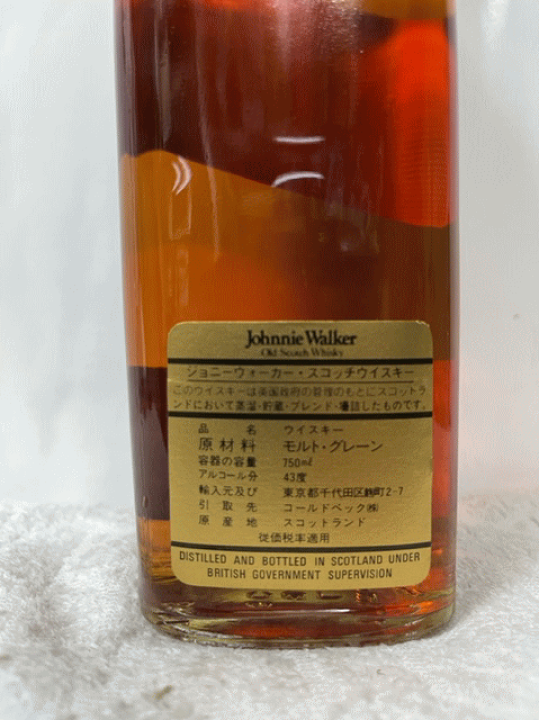 Johnnie Walker
Old Scotch Whisky
ジョニーウォーカー・スコッチウイスキー
このウイスキーは英国政府の管理のもとにスコットラ
ンドにおいて蒸溜・貯蔵・ブレンド・壜詰したものです。
品名 ウイスキー
原材料 モルト・グレーン
容器の容量 750mℓ
アルコール分 43度
輸入元及び 東京都千代田区麹町2-7
引取先 コールドベック㈱
原産地 スコットランド
従価税率適用
DISTILLED AND BOTTLED IN SCOTLAND UNDER
BRITISH GOVERNMENT SUPERVISION